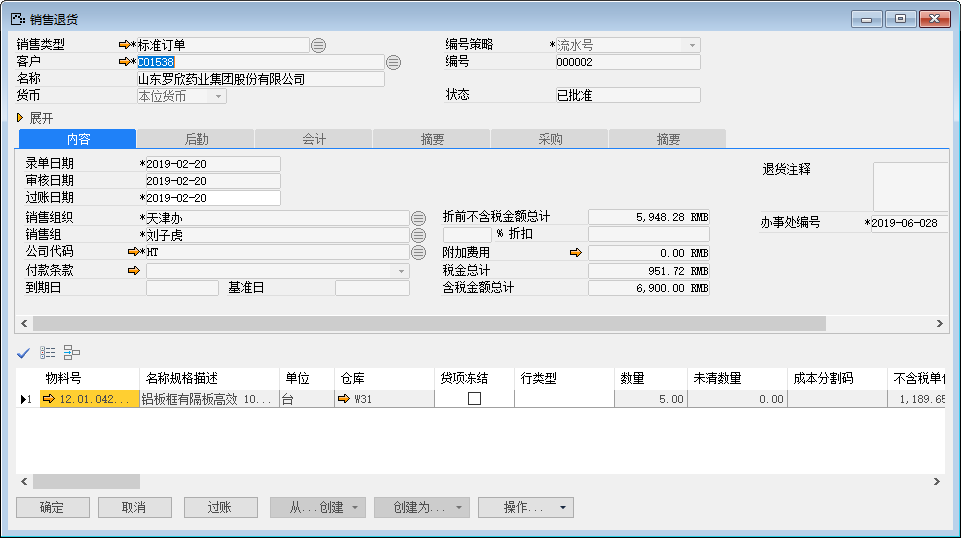 销售退货
销售类型 *标准订单 编号策略 *流水号
客户 *C01538 编号 000002
名称 山东罗欣药业集团股份有限公司
货币 本位货币 状态 已批准
展开
内容 后勤 会计 摘要 采购 摘要
录单日期 *2019-02-20 退货注释
审核日期 2019-02-20
过账日期 *2019-02-20
销售组织 *天津办 折前不含税金额总计 5,948.28 RMB 办事处编号 *2019-06-028
销售组 *刘子虎 % 折扣
公司代码 *HT 附加费用 0.00 RMB
付款条款 税金总计 951.72 RMB
到期日 基准日 含税金额总计 6,900.00 RMB
物料号 名称规格描述 单位 仓库 贷项冻结 行类型 数量 未清数量 成本分割码 不含税单
1 12.01.042... 铝板框有隔板高效 10... 台 W31 5.00 0.00 1,189.65
确定 取消 过账 从...创建 创建为... 操作...